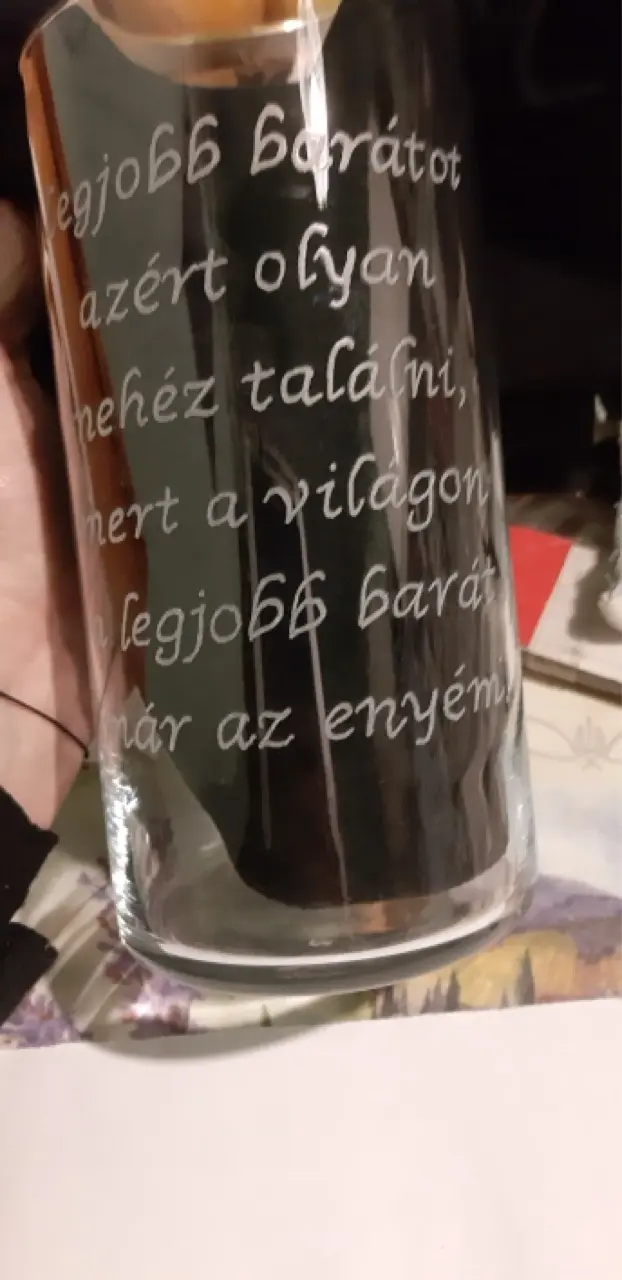 legjobb barátot
azért olyan
nehéz találni,
mert a világon
a legjobb barát
már az enyém!